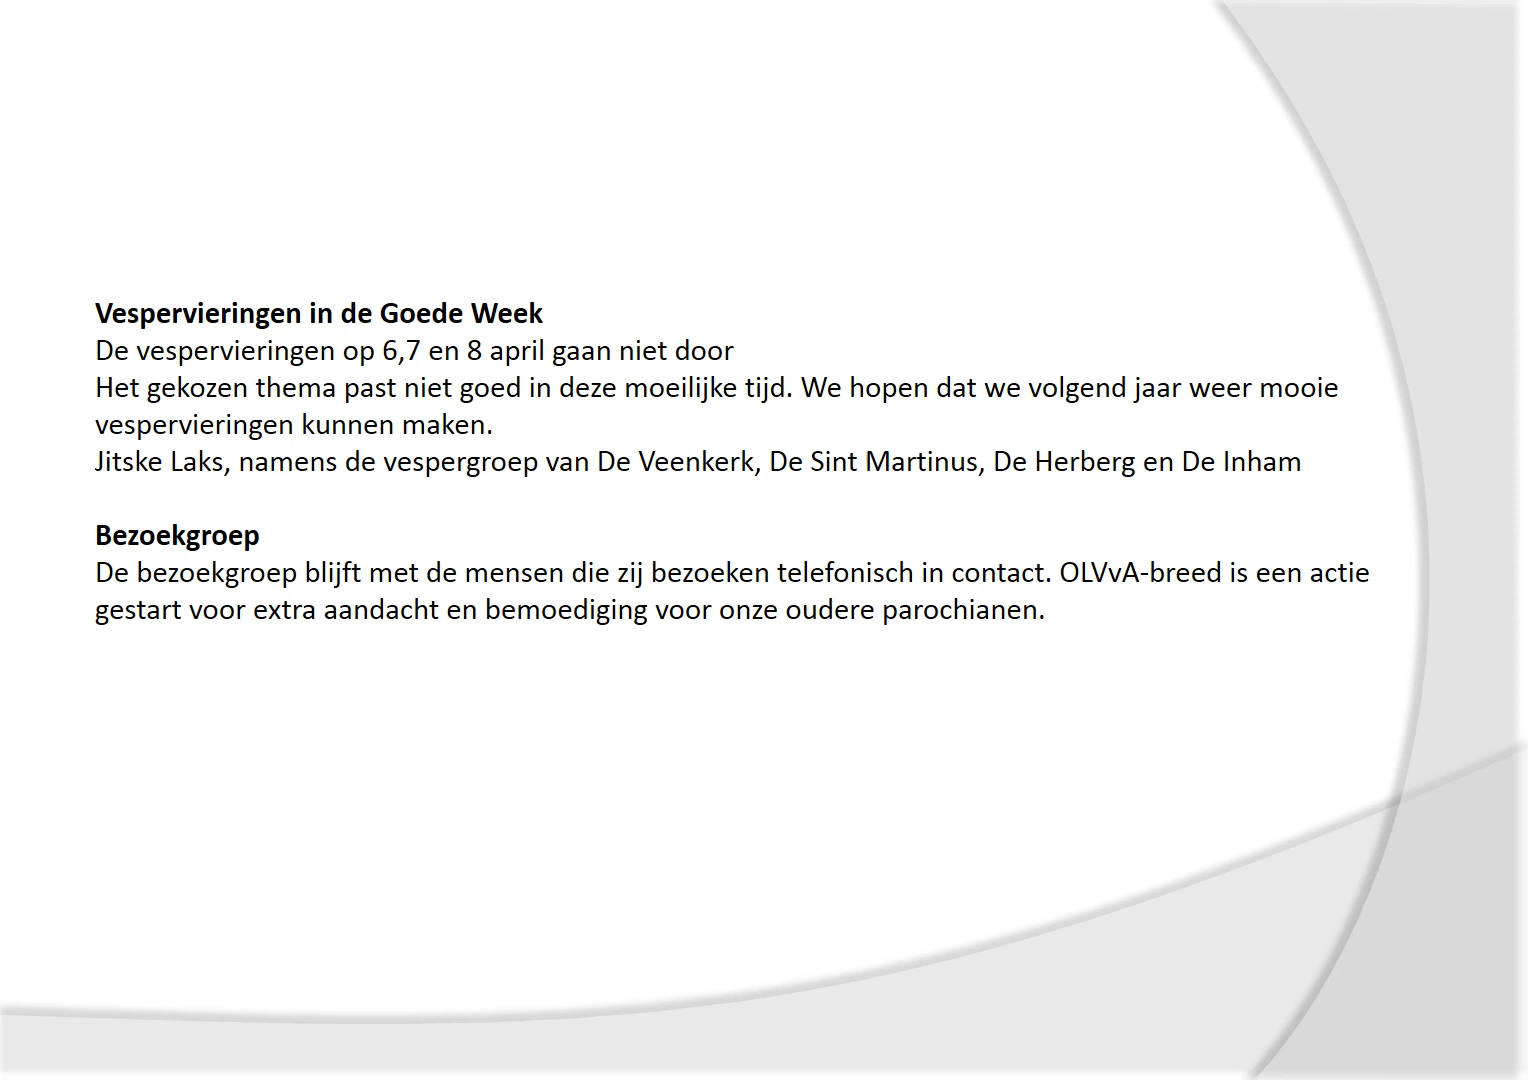 Vespervieringen in de Goede Week
De vespervieringen op 6,7 en 8 april gaan niet door
Het gekozen thema past niet goed in deze moeilijke tijd. We hopen dat we volgend jaar weer mooie
vespervieringen kunnen maken.
Jitske Laks, namens de vespergroep van De Veenkerk, De Sint Martinus, De Herberg en De Inham
Bezoekgroep
De bezoekgroep blijft met de mensen die zij bezoeken telefonisch in contact. OLVvA-breed is een actie
gestart voor extra aandacht en bemoediging voor onze oudere parochianen.